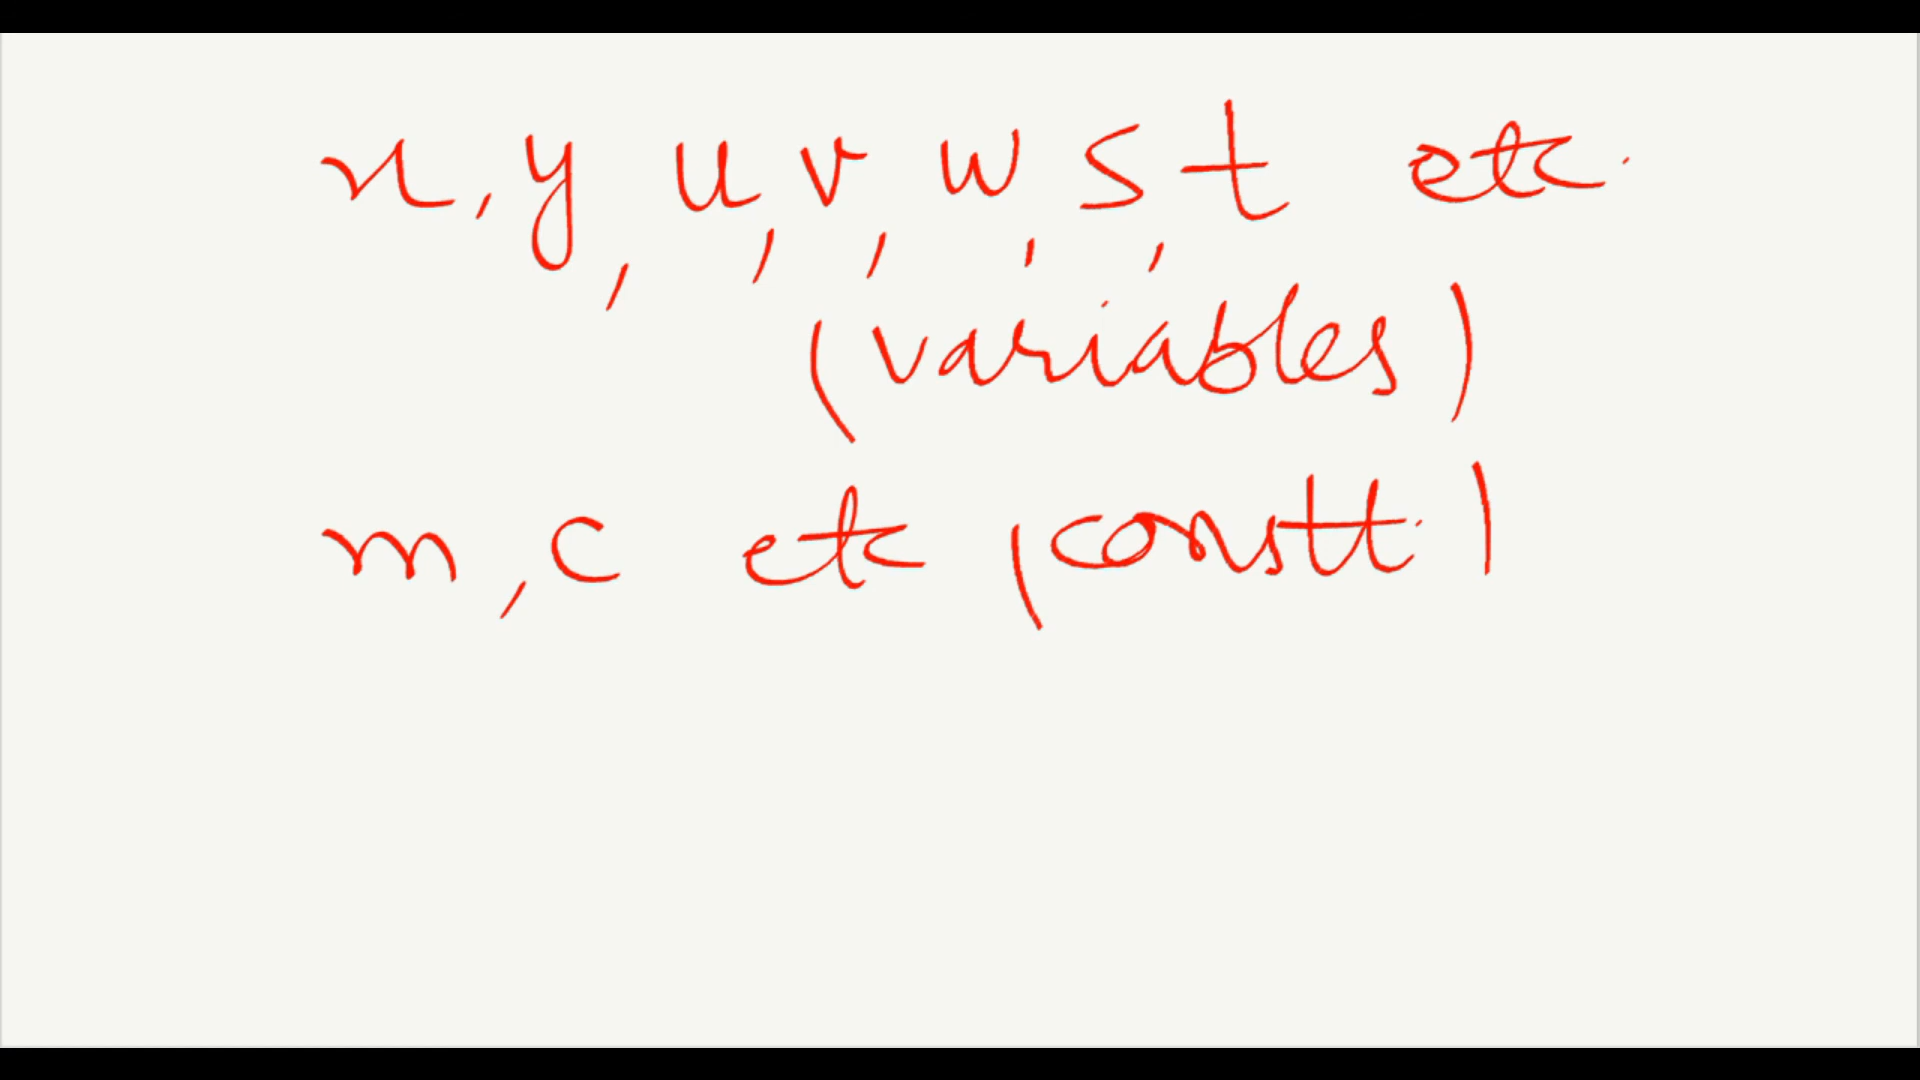 x, y, u, v, w, s, t etc.
(variables)
m, c etc (constt.)